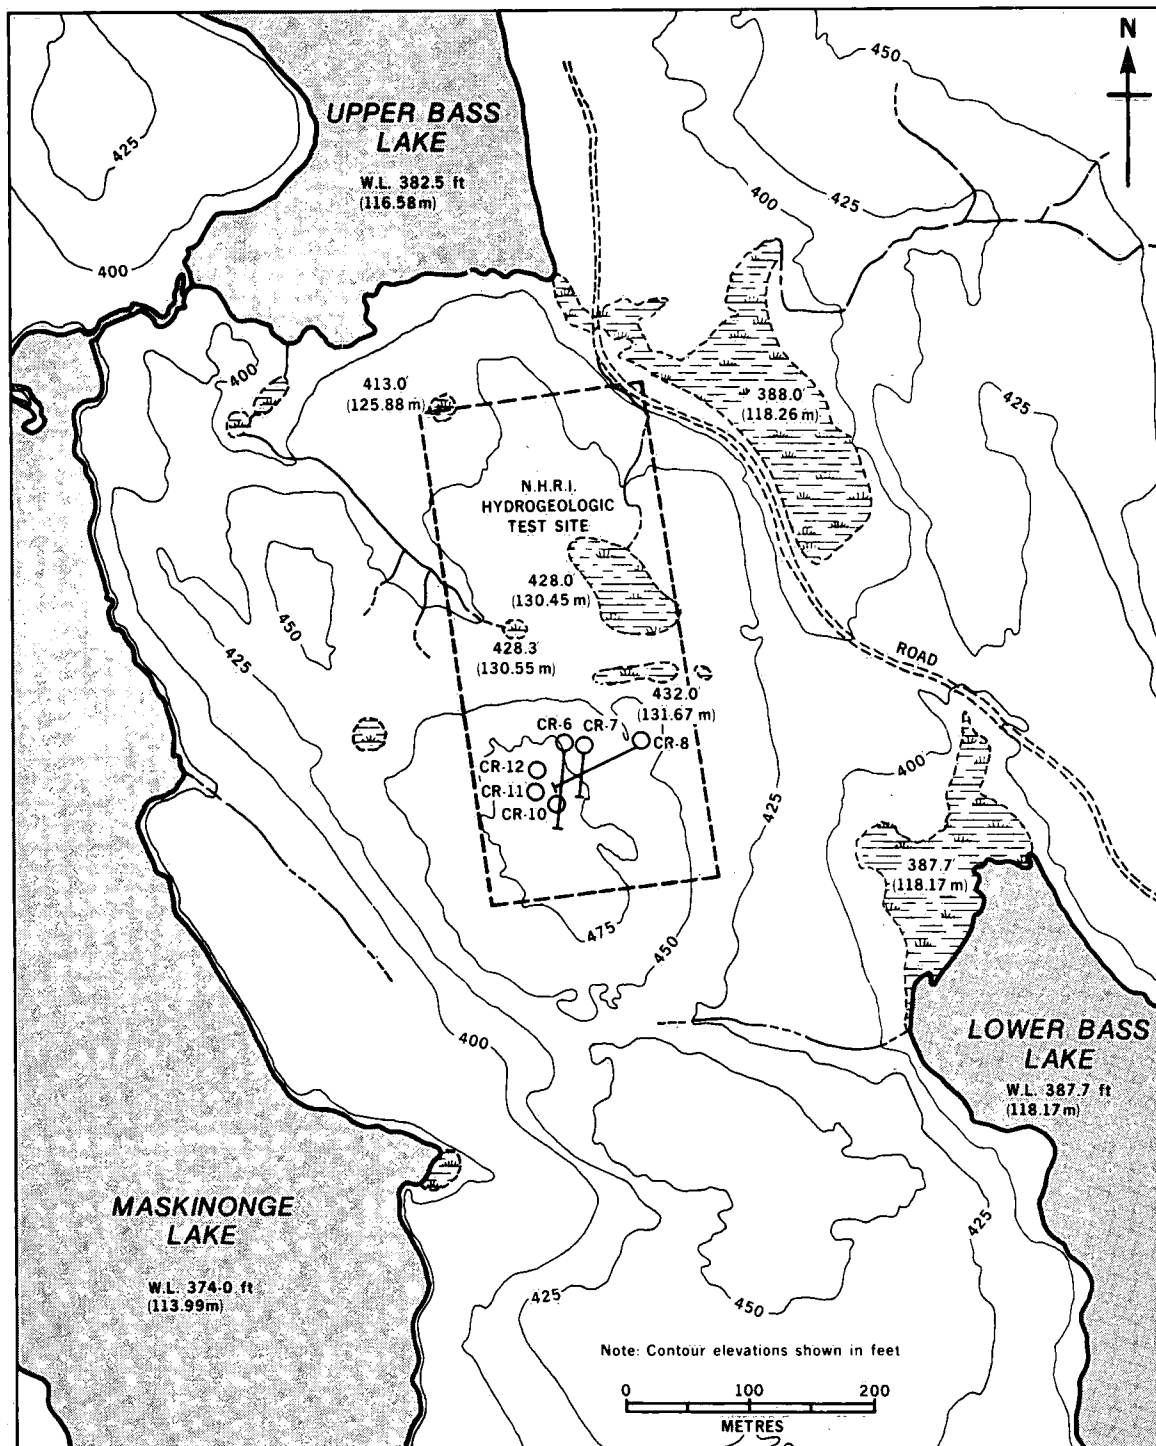 N
450
UPPER BASS
LAKE
W.L. 382.5 ft
(116.58m)
425
400
425
400
400
413.0'
(125.88 m)
388.0'
(118.26 m)
425
N.H.R.I.
HYDROGEOLOGIC
TEST SITE
428.0'
(130.45 m)
450
425
428.3'
(130.55 m)
ROAD
432.0'
(131.67 m)
CR-6
CR-7
CR-8
CR-12
CR-11
CR-10
400
425
387.7'
(118.17 m)
475
450
400
LOWER BASS
LAKE
W.L. 387.7 ft
(118.17m)
MASKINONGE
LAKE
W.L. 374.0 ft
(113.99m)
425
425
450
Note: Contour elevations shown in feet
0 100 200
METRES